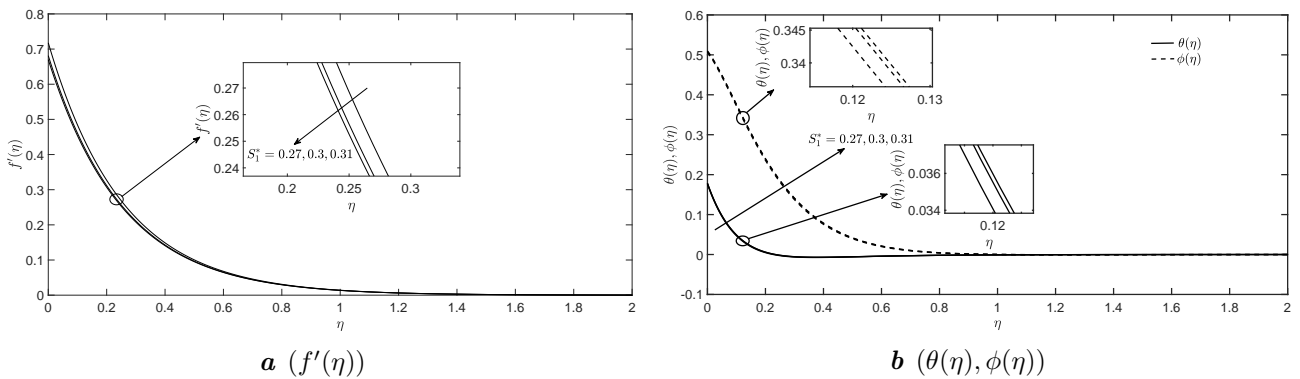 0.8
0.7
0.6
0.5
0.4
0.3
0.2
0.1
0
f′(η)
0 0.2 0.4 0.6 0.8 1 1.2 1.4 1.6 1.8 2
η
0.27
0.26
0.25
0.24
f′(η)
S₁* = 0.27, 0.3, 0.31
0.2 0.25 0.3
η
a (f′(η))
0.6
0.5
0.4
0.3
0.2
0.1
0
-0.1
θ(η), φ(η)
0 0.2 0.4 0.6 0.8 1 1.2 1.4 1.6 1.8 2
η
0.345
0.34
θ(η), φ(η)
0.12 0.13
η
θ(η)
φ(η)
S₁* = 0.27, 0.3, 0.31
0.036
0.034
θ(η), φ(η)
0.12
η
b (θ(η), φ(η))